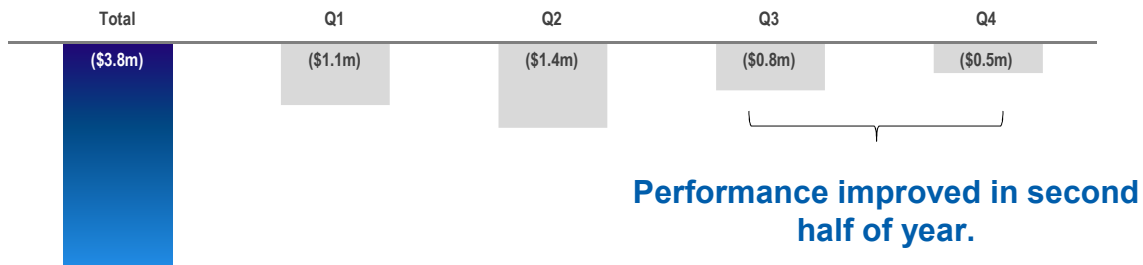 Total Q1 Q2 Q3 Q4
($3.8m) ($1.1m) ($1.4m) ($0.8m) ($0.5m)
Performance improved in second
half of year.